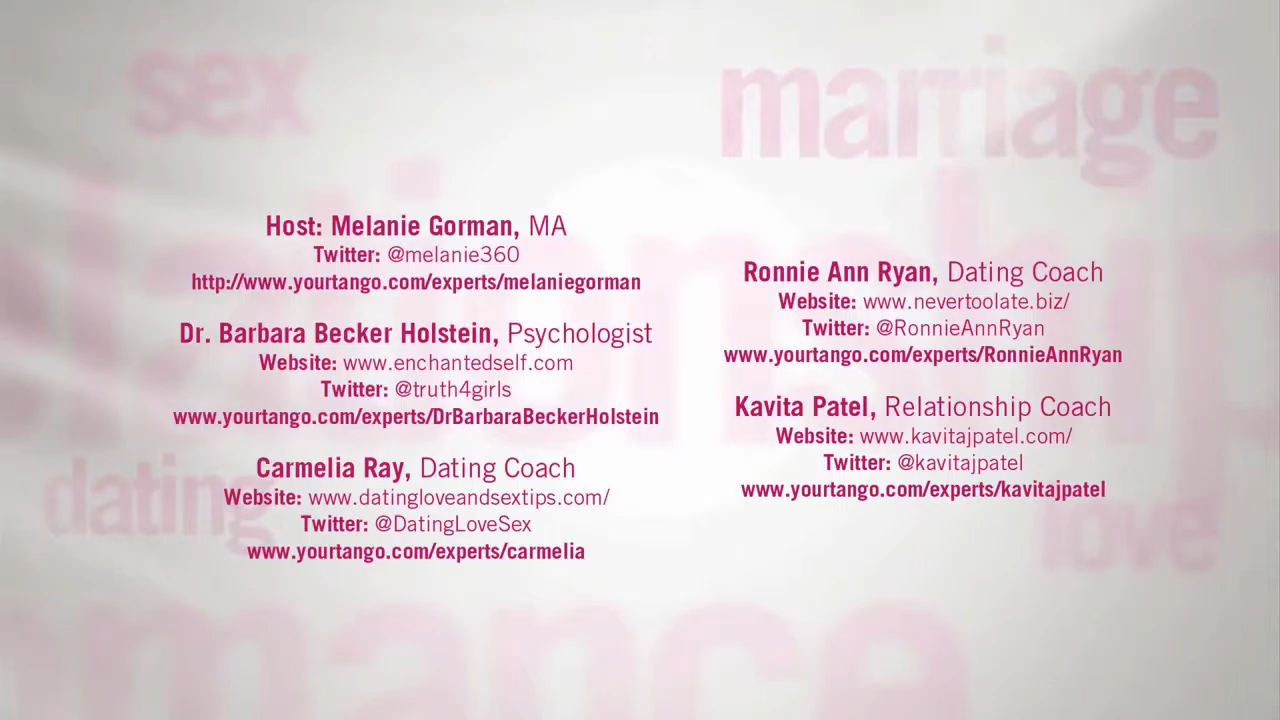 sex
marriage
relationship
Host: Melanie Gorman, MA
Twitter: @melanie360
http://www.yourtango.com/experts/melaniegorman
Dr. Barbara Becker Holstein, Psychologist
Website: www.enchantedself.com
Twitter: @truth4girls
www.yourtango.com/experts/DrBarbaraBeckerHolstein
Carmelia Ray, Dating Coach
Website: www.datingloveandsextips.com/
Twitter: @DatingLoveSex
www.yourtango.com/experts/carmelia
Ronnie Ann Ryan, Dating Coach
Website: www.nevertoolate.biz/
Twitter: @RonnieAnnRyan
www.yourtango.com/experts/RonnieAnnRyan
Kavita Patel, Relationship Coach
Website: www.kavitajpatel.com/
Twitter: @kavitajpatel
www.yourtango.com/experts/kavitajpatel
dating
love
mance